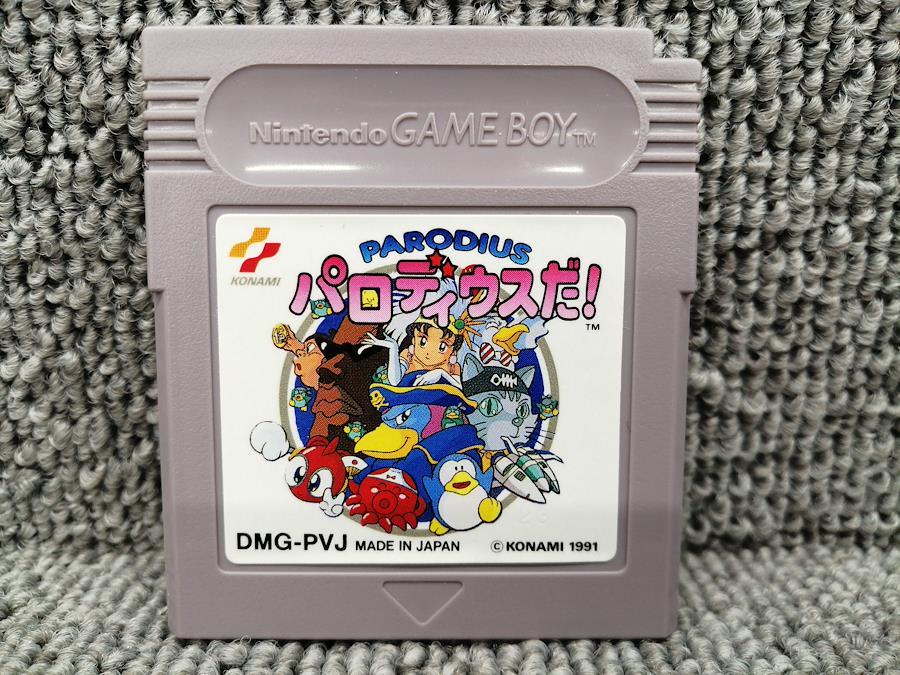 Nintendo GAME BOY TM
KONAMI
PARODIUS
パロディウスだ!
TM
DMG-PVJ MADE IN JAPAN © KONAMI 1991